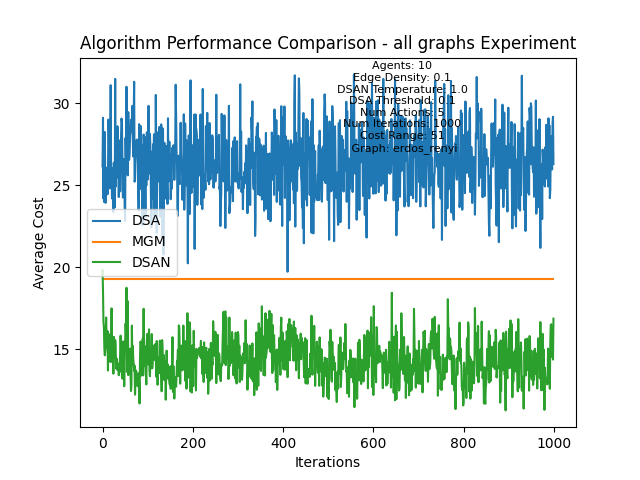 Algorithm Performance Comparison - all graphs Experiment
Agents: 10
Edge Density: 0.1
DSAN Temperature: 1.0
DSA Threshold: 0.1
Num Actions: 5
Num Iterations: 1000
Cost Range: 51
Graph: erdos_renyi
30
25
20
15
Average Cost
DSA
MGM
DSAN
0
200
400
600
800
1000
Iterations